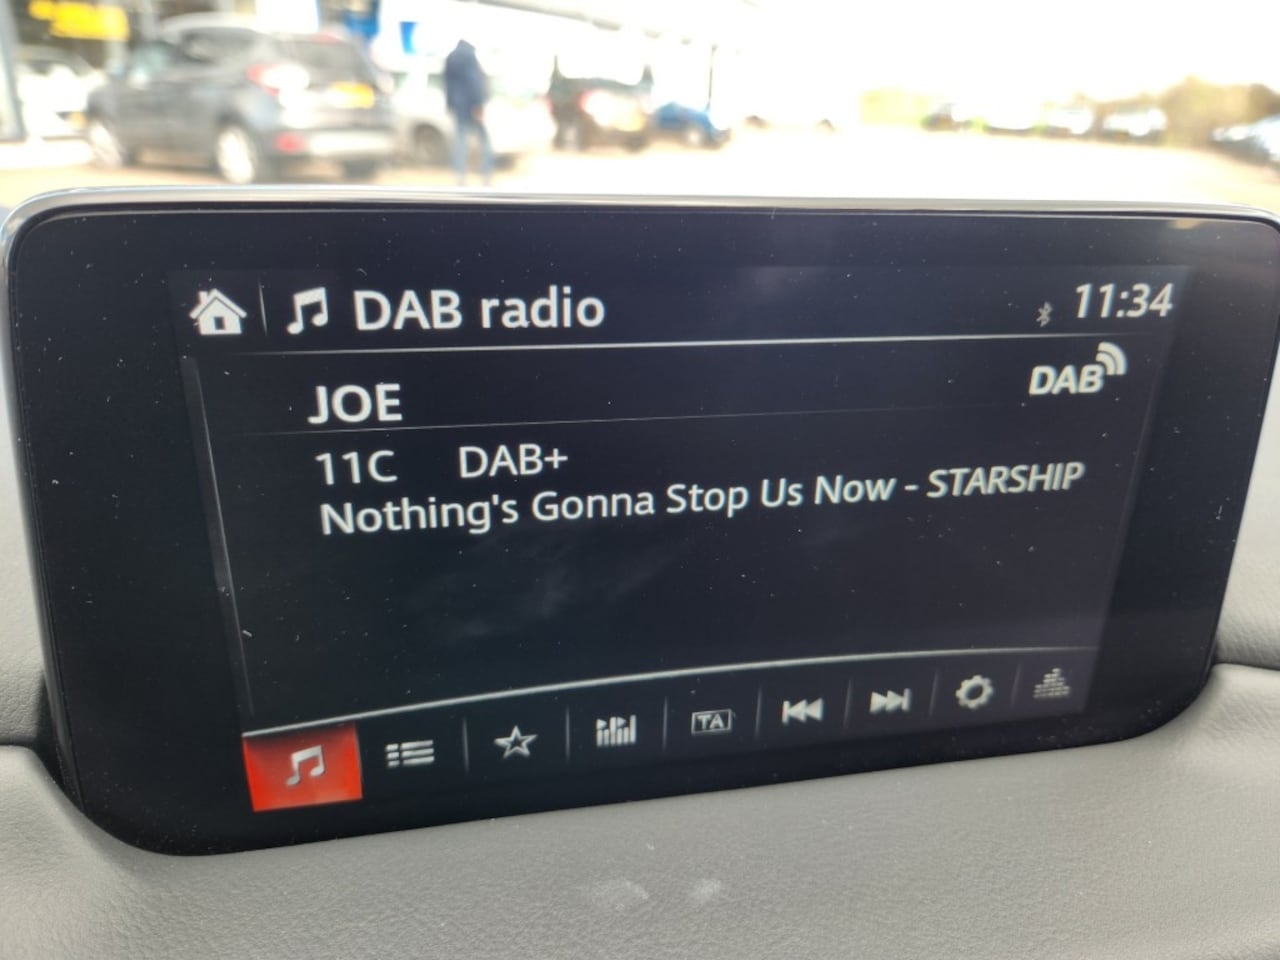 DAB radio
11:34
JOE
DAB
11C DAB+
Nothing's Gonna Stop Us Now - STARSHIP
TA